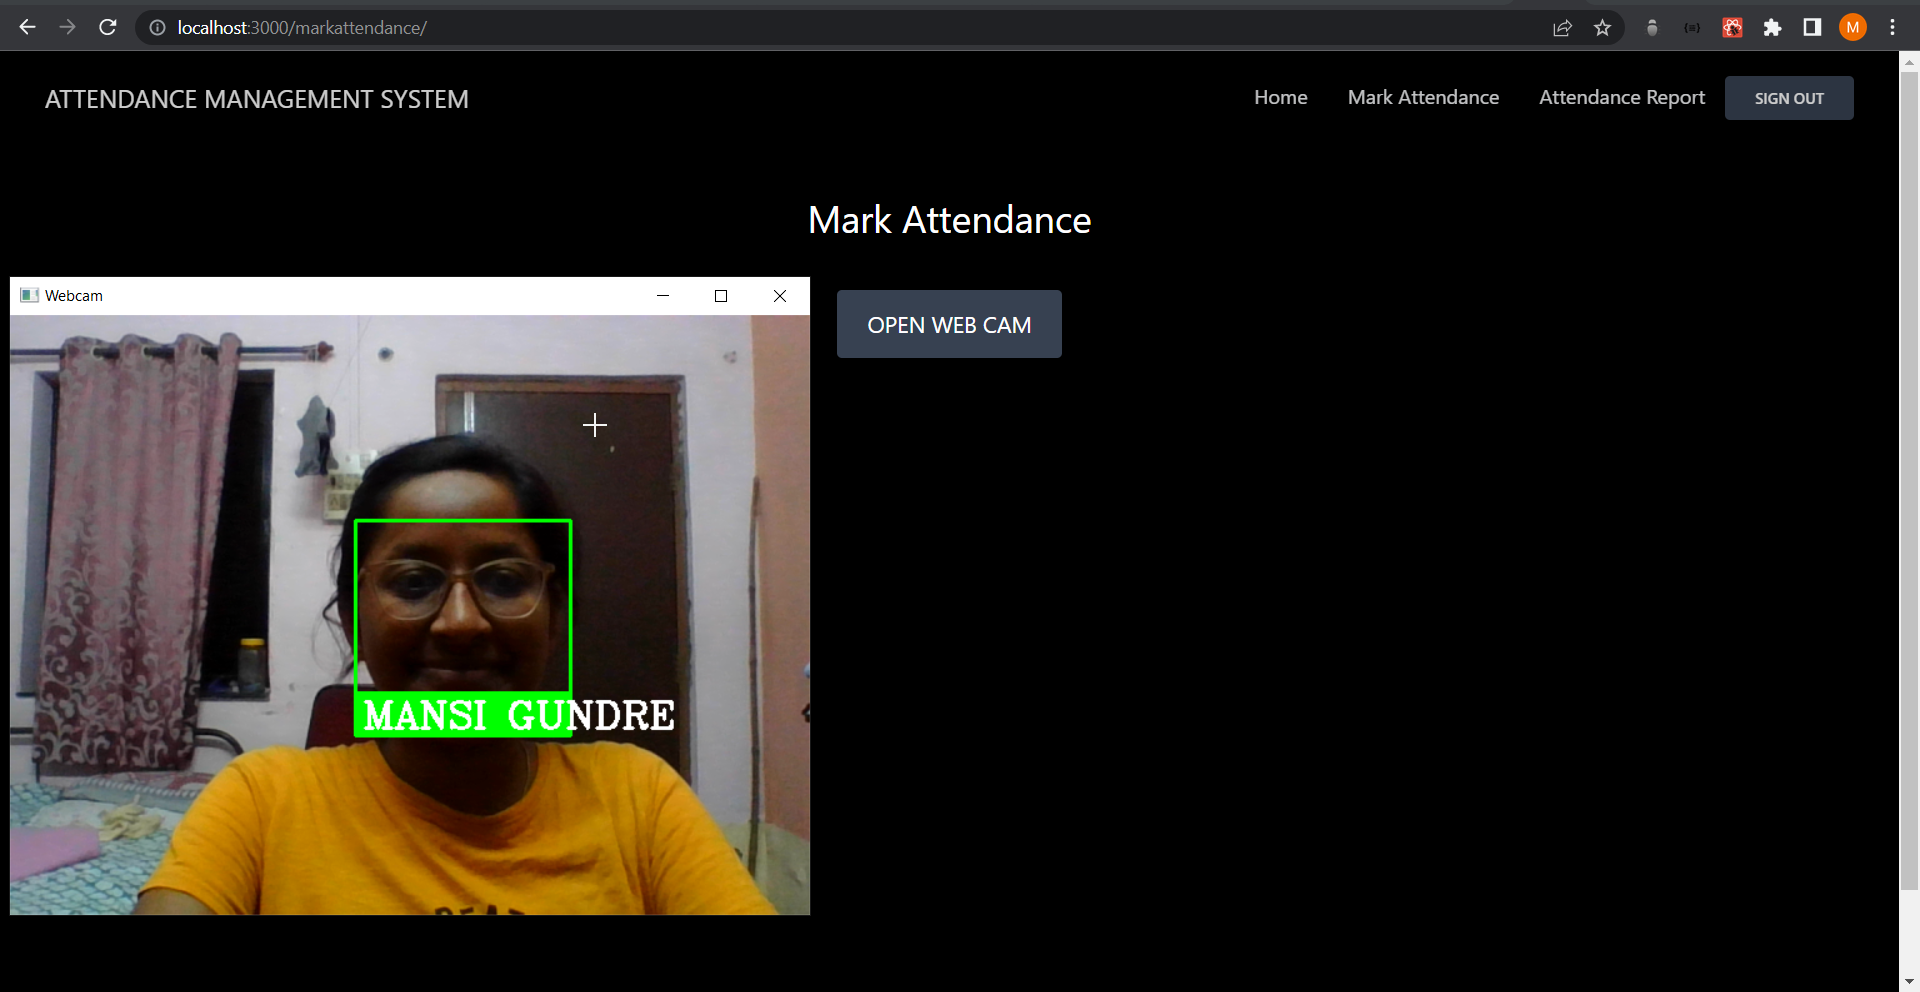 localhost:3000/markattendance/
M
ATTENDANCE MANAGEMENT SYSTEM
Home
Mark Attendance
Attendance Report
SIGN OUT
Mark Attendance
Webcam
OPEN WEB CAM
MANSI GUNDRE